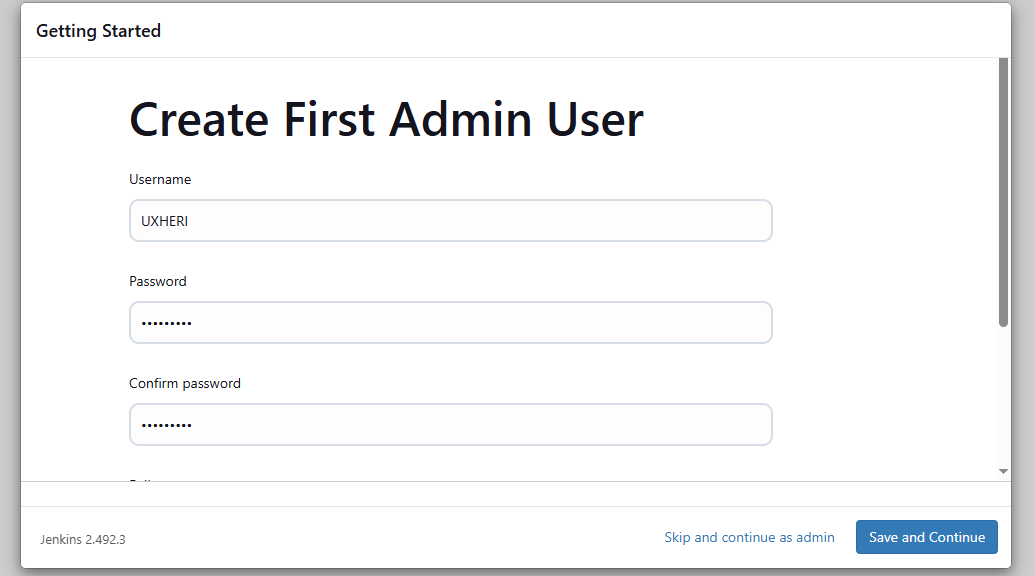 Getting Started
Create First Admin User
Username
UXHERI
Password
•••••••••
Confirm password
•••••••••
Jenkins 2.492.3
Skip and continue as admin
Save and Continue